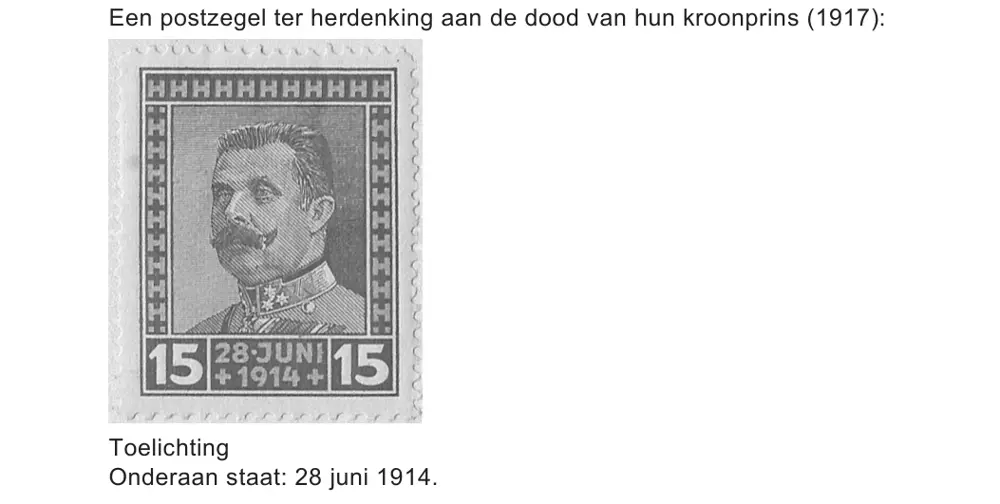 Een postzegel ter herdenking aan de dood van hun kroonprins (1917):
15 28·JUNI 15
+1914+
Toelichting
Onderaan staat: 28 juni 1914.